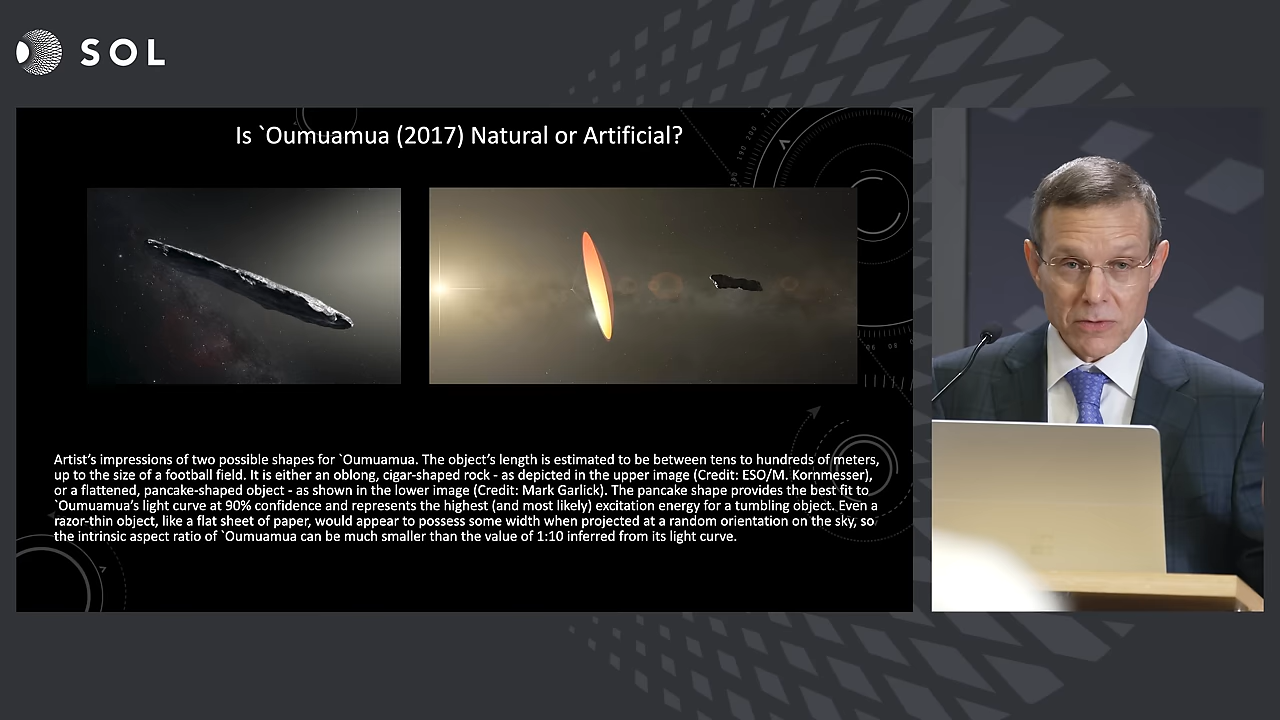 SOL
Is `Oumuamua (2017) Natural or Artificial?
Artist's impressions of two possible shapes for `Oumuamua. The object's length is estimated to be between tens to hundreds of meters,
up to the size of a football field. It is either an oblong, cigar-shaped rock - as depicted in the upper image (Credit: ESO/M. Kornmesser),
or a flattened, pancake-shaped object - as shown in the lower image (Credit: Mark Garlick). The pancake shape provides the best fit to
`Oumuamua's light curve at 90% confidence and represents the highest (and most likely) excitation energy for a tumbling object. Even a
razor-thin object, like a flat sheet of paper, would appear to possess some width when projected at a random orientation on the sky, so
the intrinsic aspect ratio of `Oumuamua can be much smaller than the value of 1:10 inferred from its light curve.